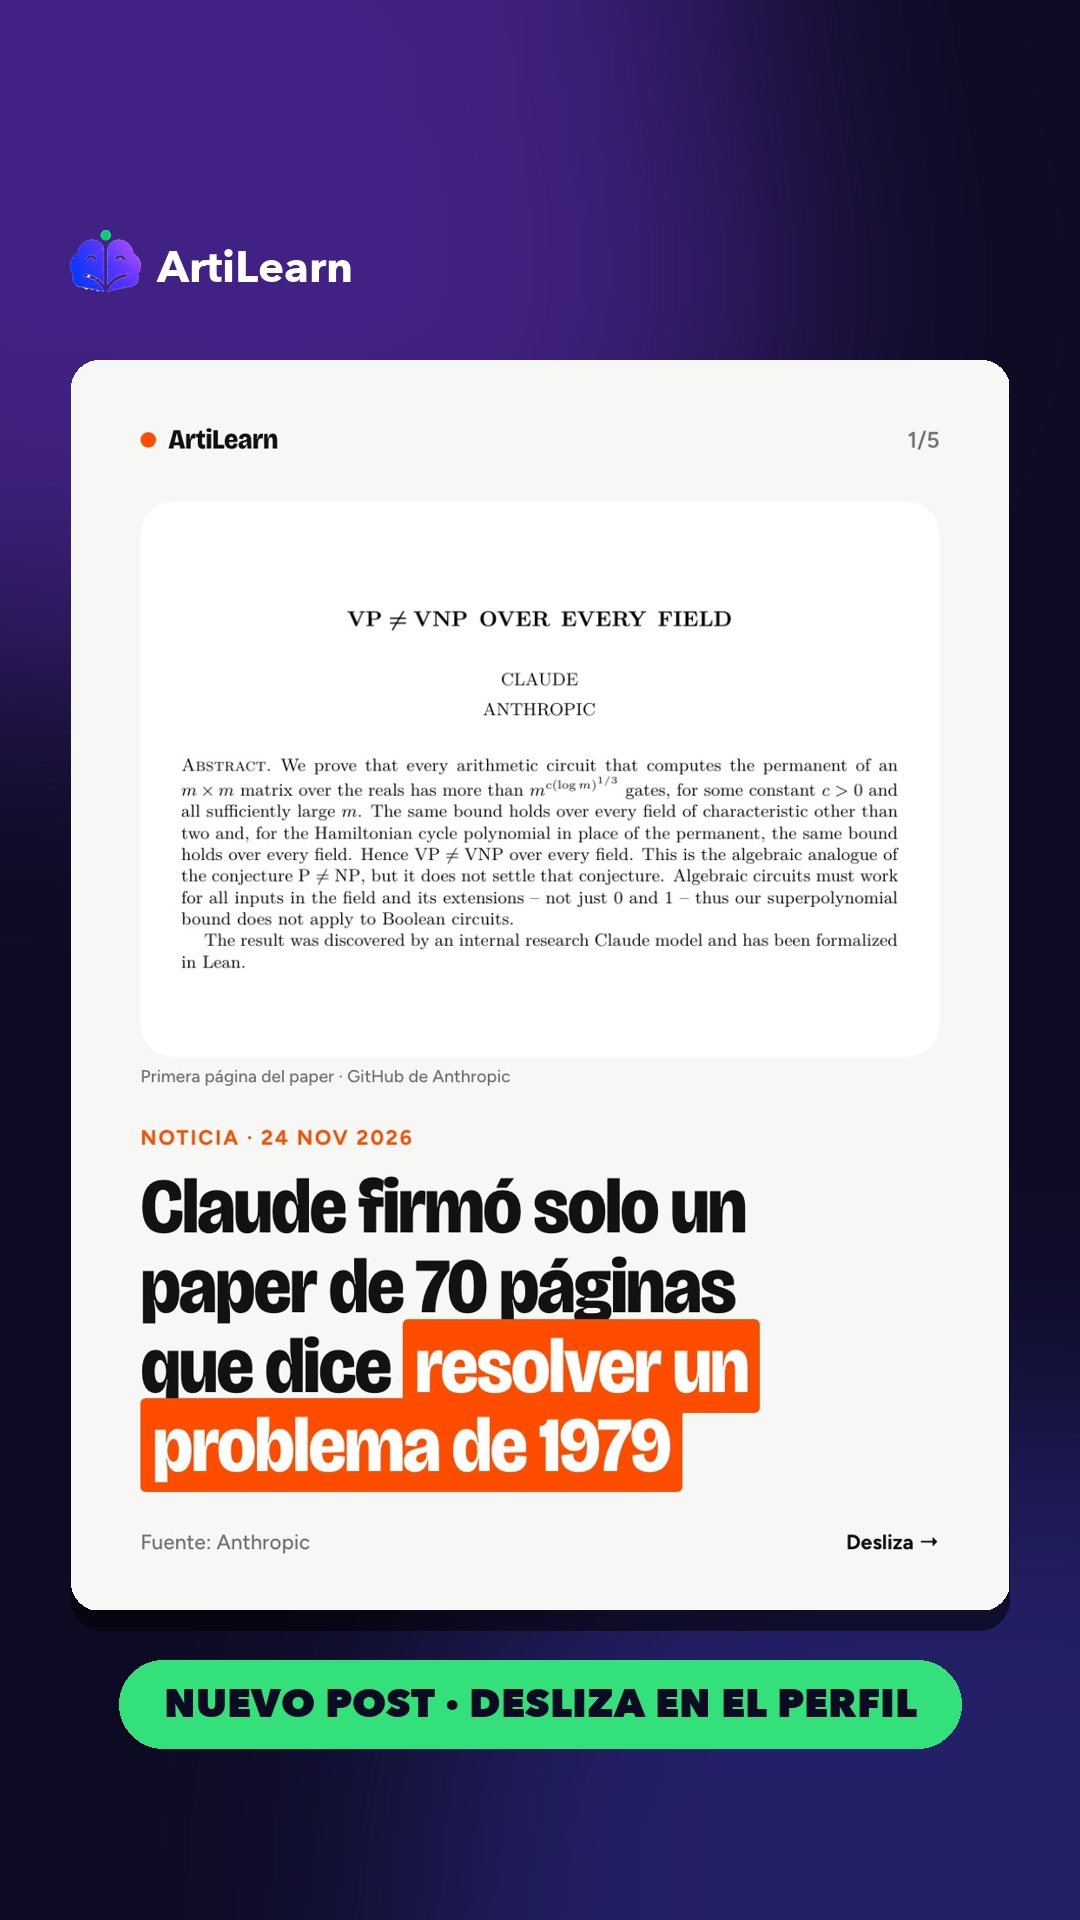 ArtiLearn
ArtiLearn
1/5
VP ≠ VNP OVER EVERY FIELD
CLAUDE
ANTHROPIC
Abstract. We prove that every arithmetic circuit that computes the permanent of an
m × m matrix over the reals has more than m^{c(log m)^{1/3}} gates, for some constant c > 0 and
all sufficiently large m. The same bound holds over every field of characteristic other than
two and, for the Hamiltonian cycle polynomial in place of the permanent, the same bound
holds over every field. Hence VP ≠ VNP over every field. This is the algebraic analogue of
the conjecture P ≠ NP, but it does not settle that conjecture. Algebraic circuits must work
for all inputs in the field and its extensions – not just 0 and 1 – thus our superpolynomial
bound does not apply to Boolean circuits.
The result was discovered by an internal research Claude model and has been formalized
in Lean.
Primera página del paper · GitHub de Anthropic
NOTICIA · 24 NOV 2026
Claude firmó solo un
paper de 70 páginas
que dice resolver un
problema de 1979
Fuente: Anthropic
Desliza →
NUEVO POST • DESLIZA EN EL PERFIL